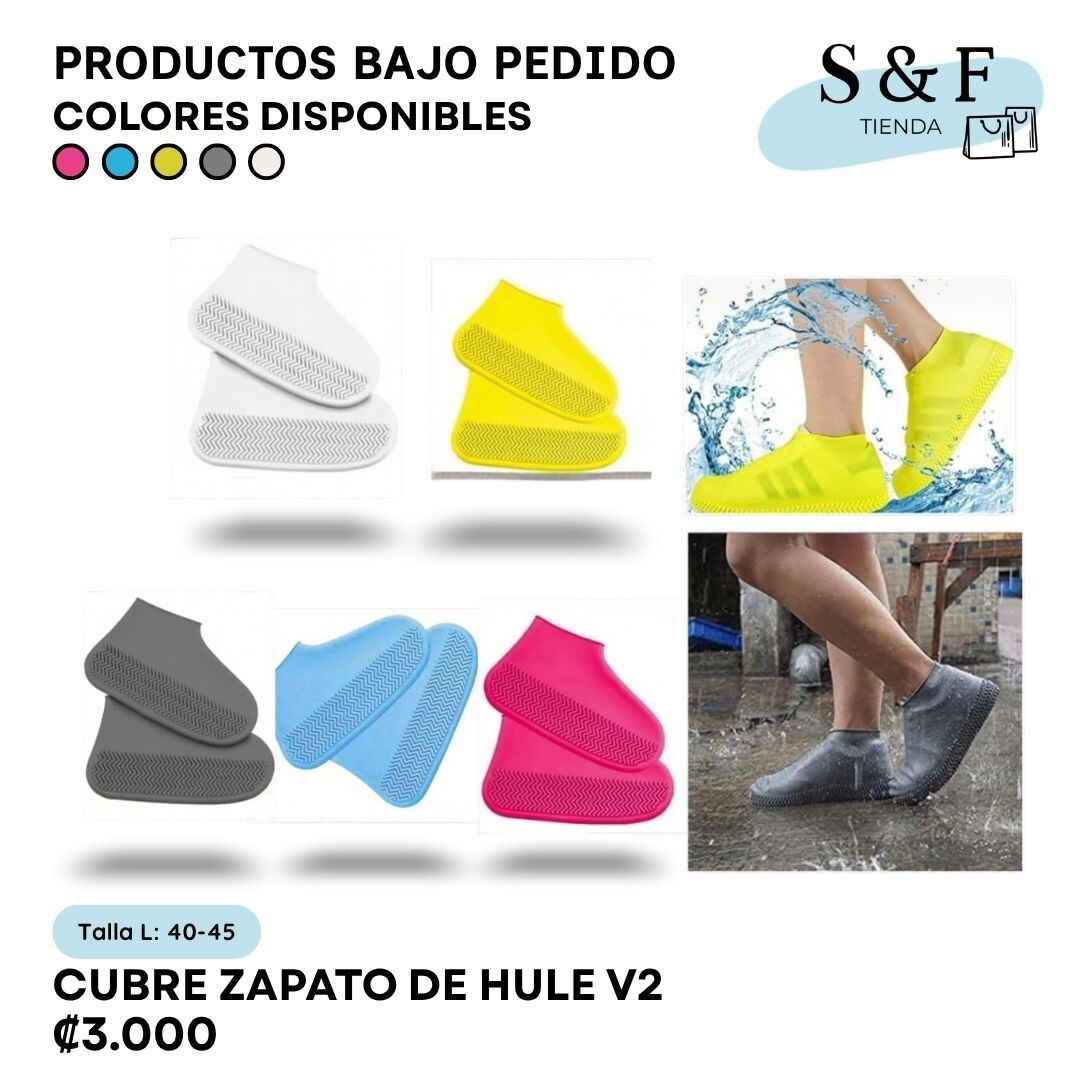 PRODUCTOS BAJO PEDIDO
COLORES DISPONIBLES
S & F
TIENDA
Talla L: 40-45
CUBRE ZAPATO DE HULE V2
₡3.000